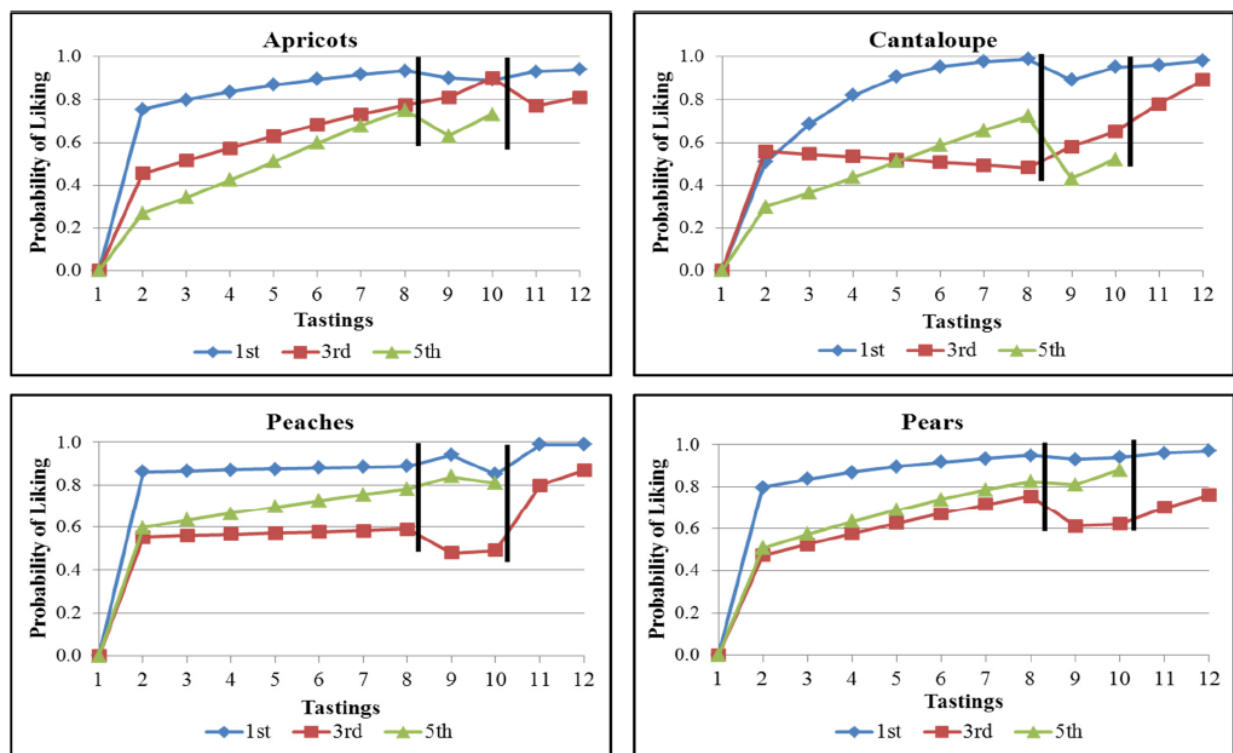 Apricots
Probability of Liking
1.0
0.8
0.6
0.4
0.2
0.0
1 2 3 4 5 6 7 8 9 10 11 12
Tastings
1st 3rd 5th
Cantaloupe
Probability of Liking
1.0
0.8
0.6
0.4
0.2
0.0
1 2 3 4 5 6 7 8 9 10 11 12
Tastings
1st 3rd 5th
Peaches
Probability of Liking
1.0
0.8
0.6
0.4
0.2
0.0
1 2 3 4 5 6 7 8 9 10 11 12
Tastings
1st 3rd 5th
Pears
Probability of Liking
1.0
0.8
0.6
0.4
0.2
0.0
1 2 3 4 5 6 7 8 9 10 11 12
Tastings
1st 3rd 5th